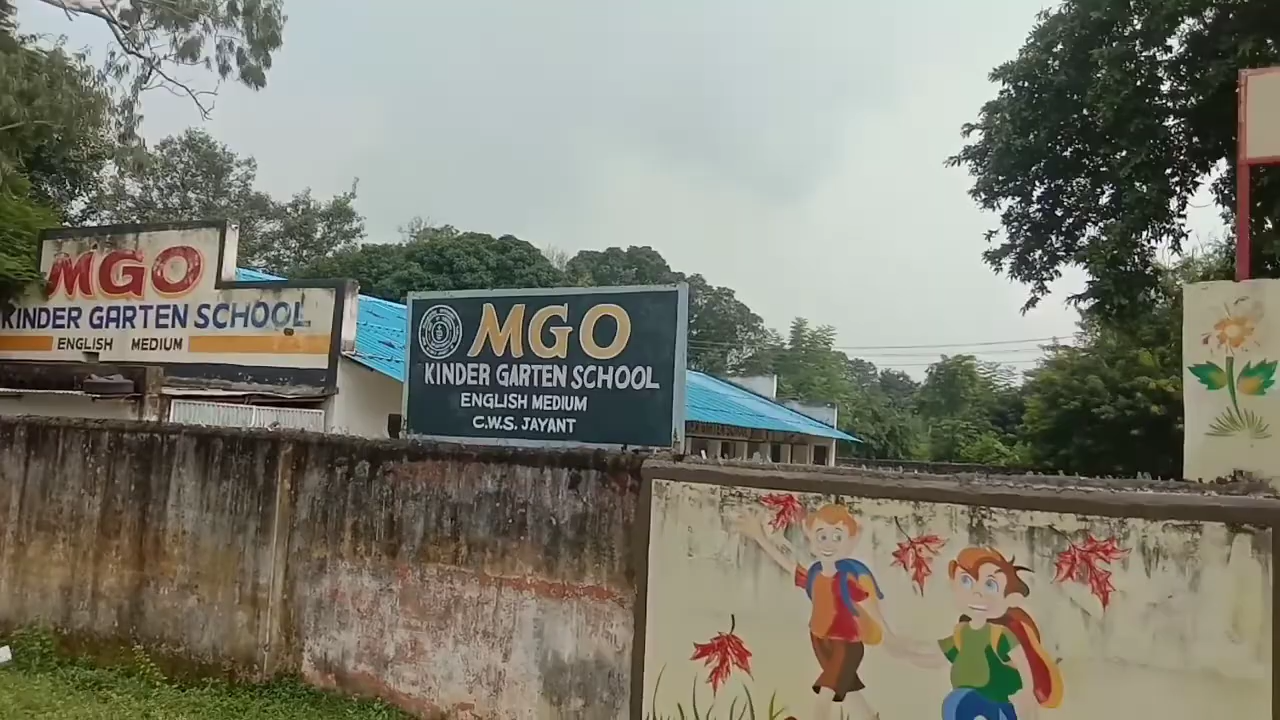 MGO
KINDER GARTEN SCHOOL
ENGLISH MEDIUM
MGO
KINDER GARTEN SCHOOL
ENGLISH MEDIUM
C.W.S. JAYANT